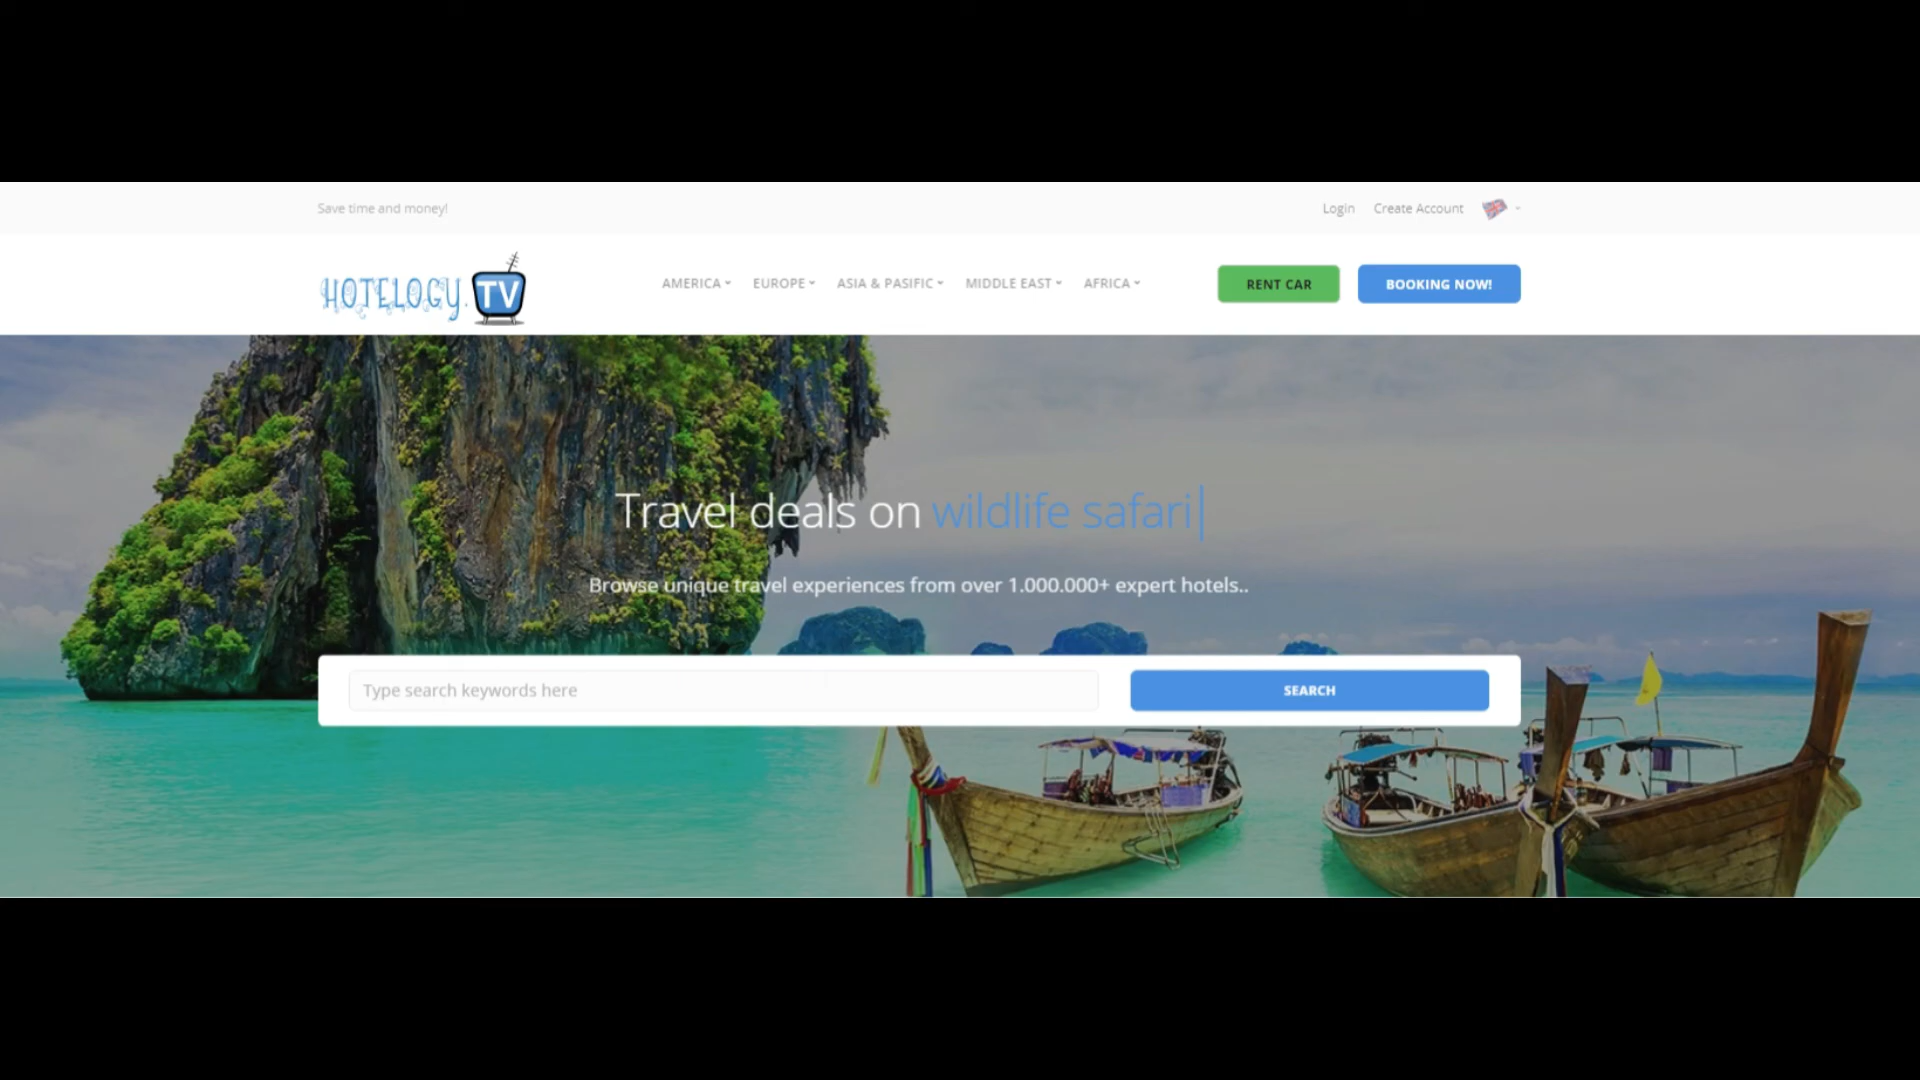 Save time and money!
Login Create Account
HOTELOGY.TV
AMERICA EUROPE ASIA & PASIFIC MIDDLE EAST AFRICA
RENT CAR BOOKING NOW!
Travel deals on wildlife safari
Browse unique travel experiences from over 1.000.000+ expert hotels..
Type search keywords here
SEARCH